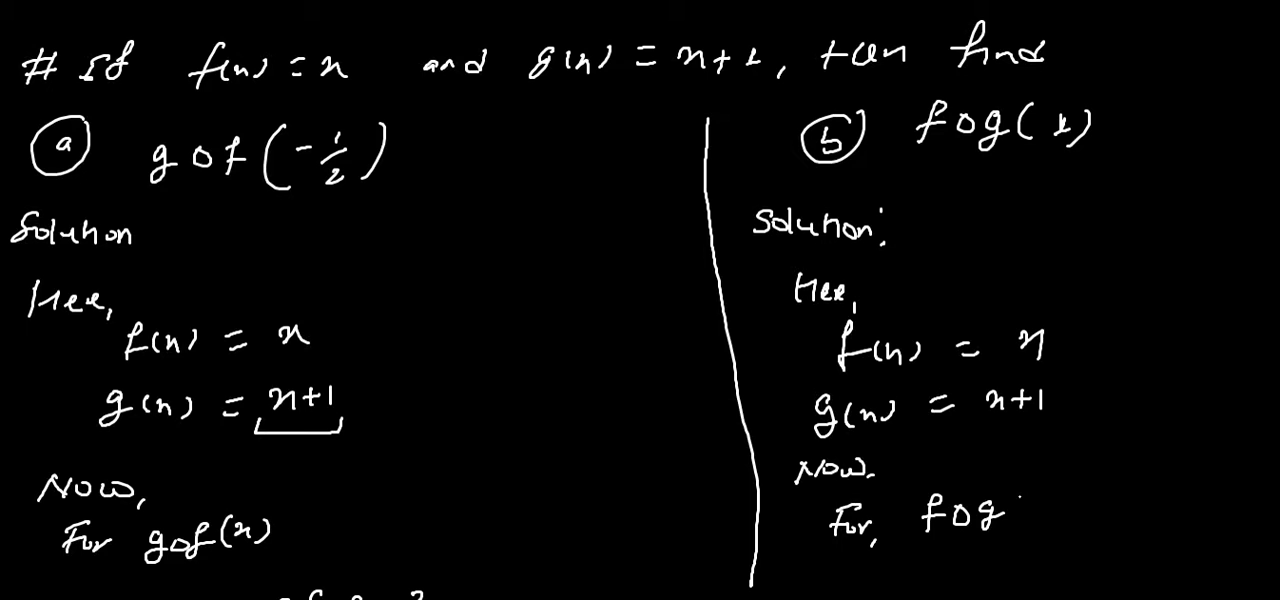 # If f(x) = x and g(x) = x+1, then find
(a) gof(-1/2)
Solution
Here,
f(x) = x
g(x) = x+1
Now,
For gof(x)
(b) fog(1)
Solution:
Here,
f(x) = x
g(x) = x+1
Now.
For, fog